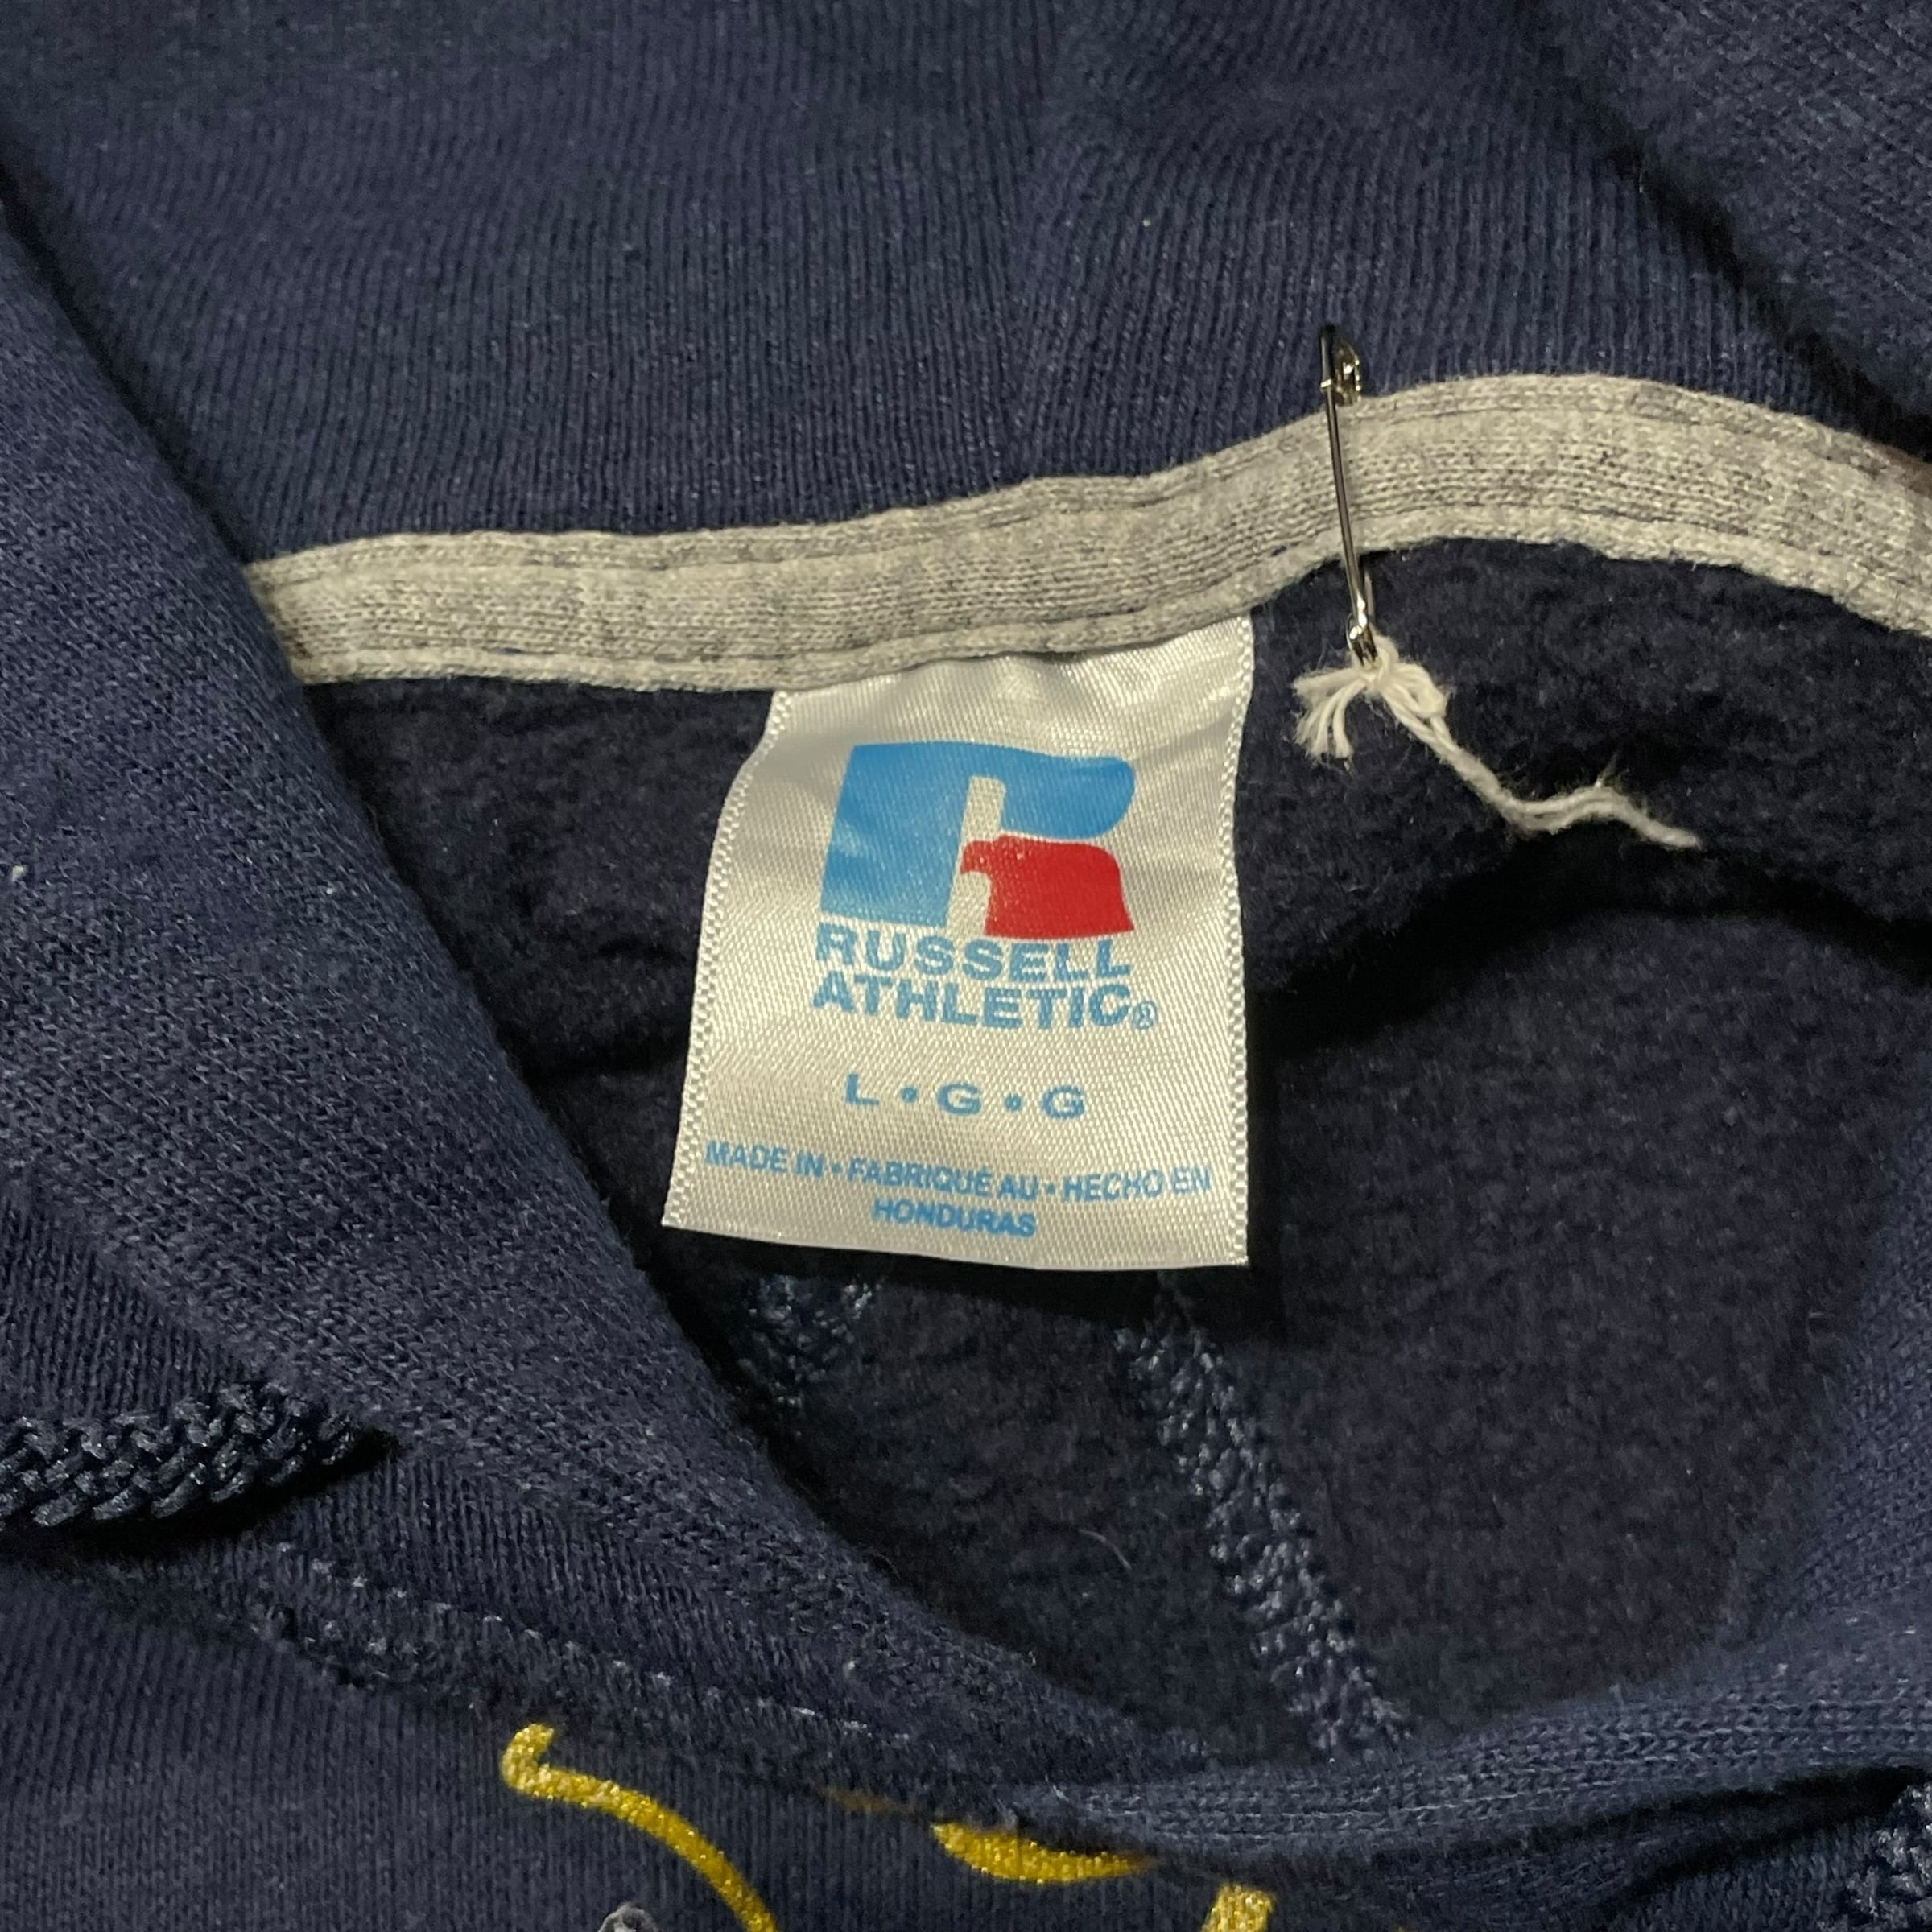 RUSSELL
ATHLETIC®
L • G • G
MADE IN • FABRIQUÉ AU • HECHO EN
HONDURAS